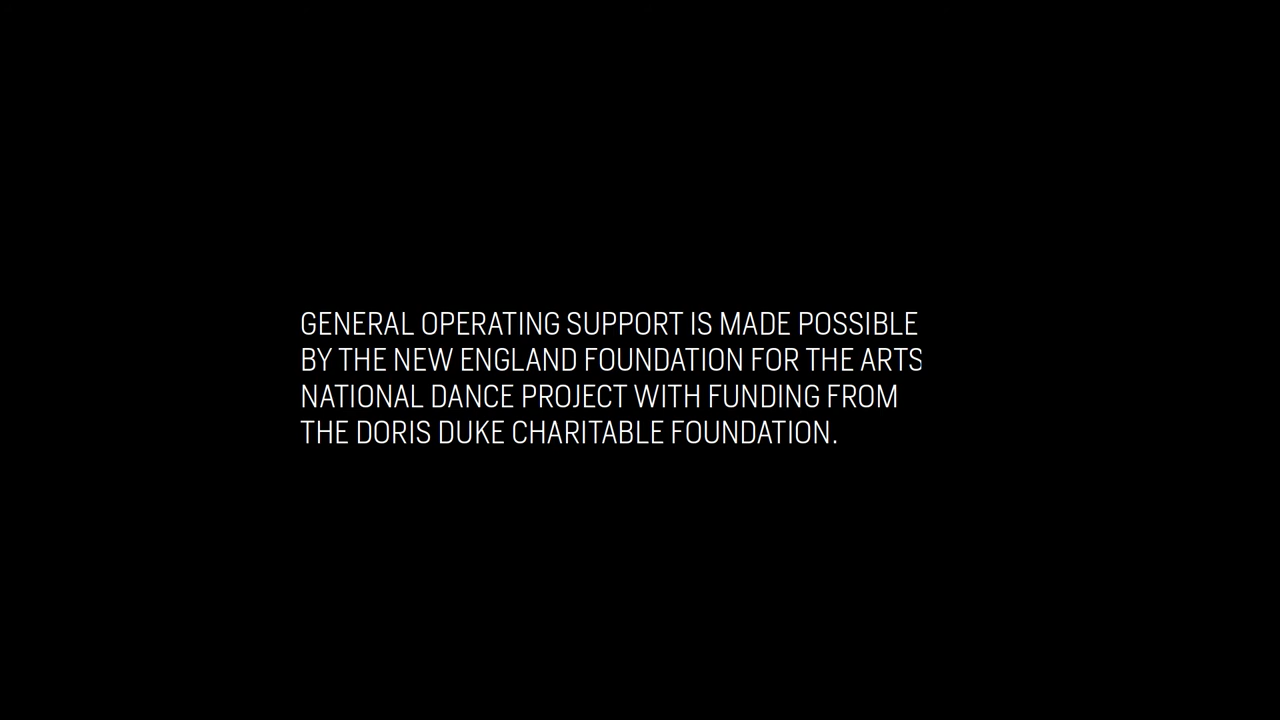 GENERAL OPERATING SUPPORT IS MADE POSSIBLE
BY THE NEW ENGLAND FOUNDATION FOR THE ARTS
NATIONAL DANCE PROJECT WITH FUNDING FROM
THE DORIS DUKE CHARITABLE FOUNDATION.